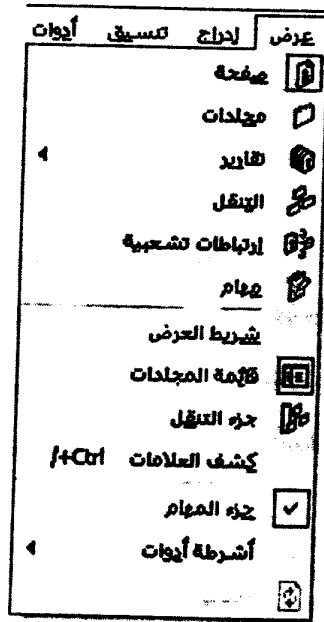 عرض إدراج تنسيق أدوات
صفحة
مجلدات
تقارير
التنقل
إرتباطات تشعبية
مهام
شريط العرض
قائمة المجلدات
جزء التنقل
كشف العلامات Ctrl+/
جزء المهام
أشرطة أدوات